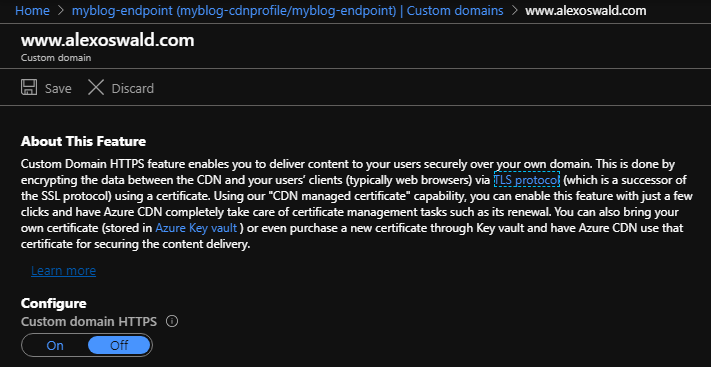 Home > myblog-endpoint (myblog-cdnprofile/myblog-endpoint) | Custom domains > www.alexoswald.com
www.alexoswald.com
Custom domain
Save Discard
About This Feature
Custom Domain HTTPS feature enables you to deliver content to your users securely over your own domain. This is done by
encrypting the data between the CDN and your users’ clients (typically web browsers) via TLS protocol (which is a successor of
the SSL protocol) using a certificate. Using our "CDN managed certificate" capability, you can enable this feature with just a few
clicks and have Azure CDN completely take care of certificate management tasks such as its renewal. You can also bring your
own certificate (stored in Azure Key vault ) or even purchase a new certificate through Key vault and have Azure CDN use that
certificate for securing the content delivery.
Learn more
Configure
Custom domain HTTPS
On Off